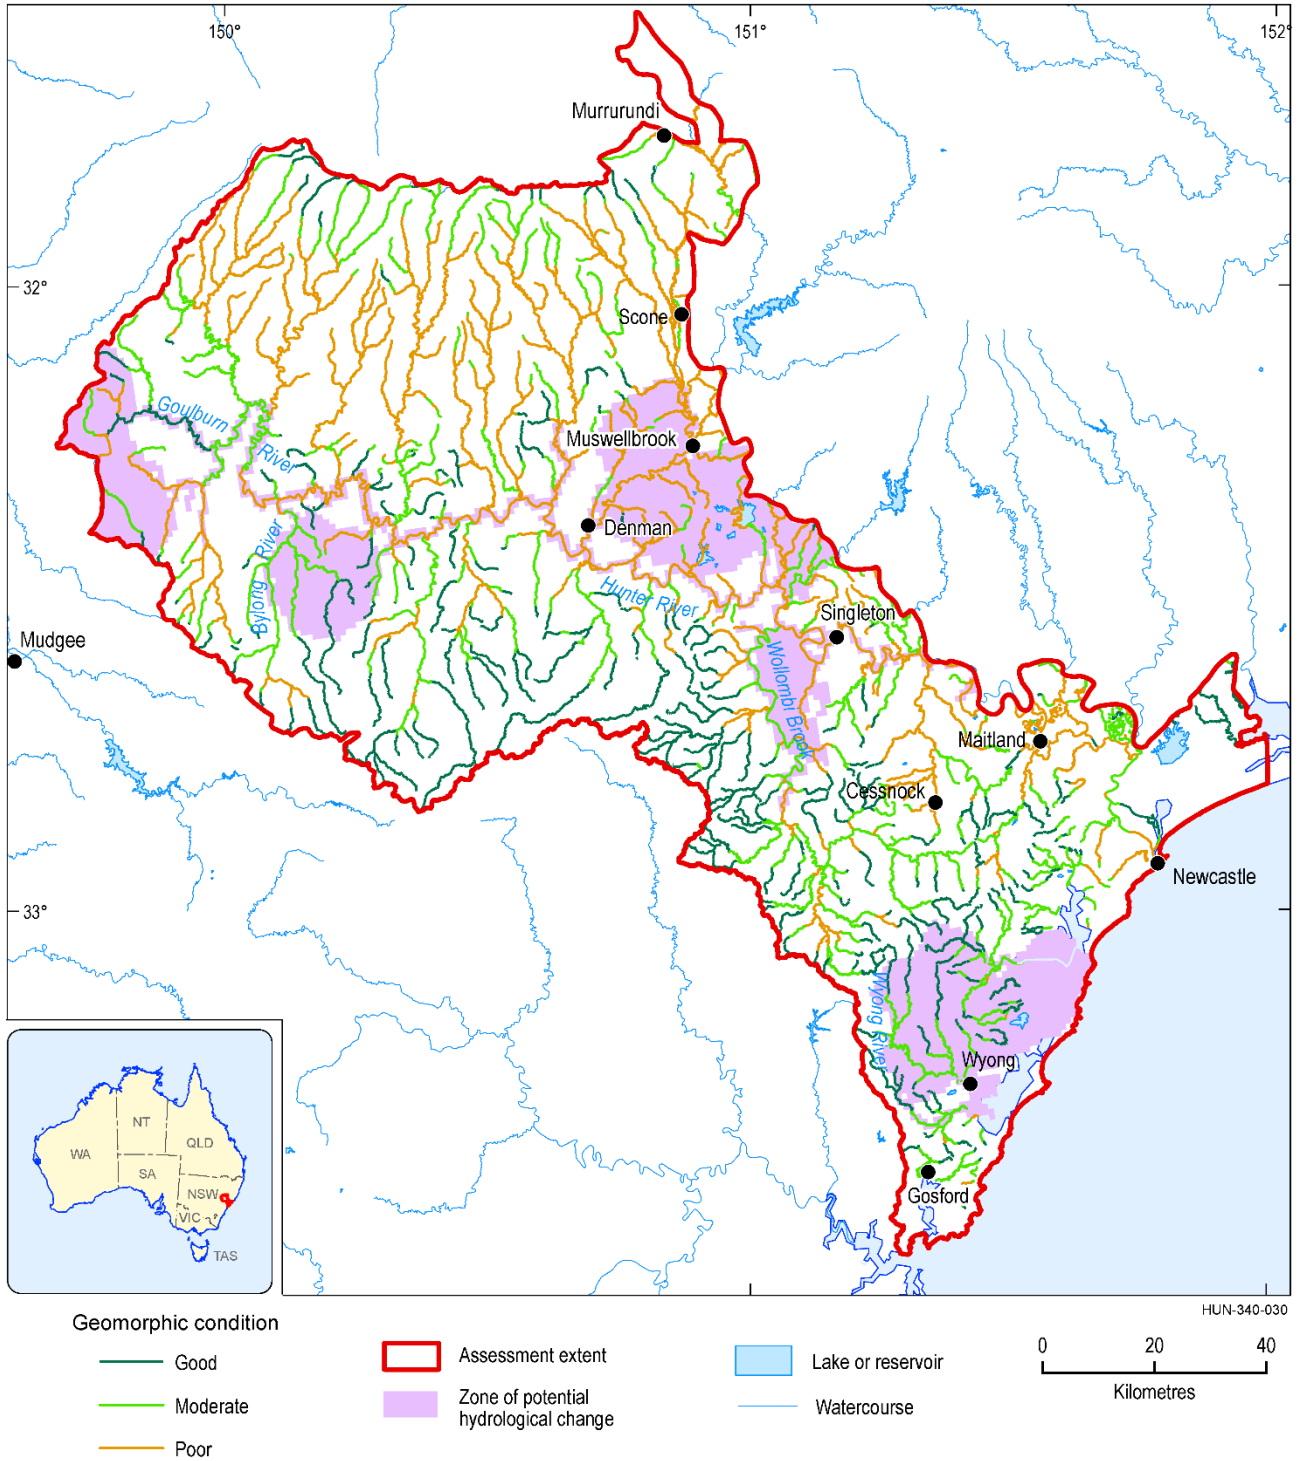 150°
151°
152°
Murrurundi
32°
Scone
Goulburn
River
Muswellbrook
Denman
Bylong River
Hunter River
Singleton
Mudgee
Wollombi Brook
Maitland
Cessnock
Newcastle
33°
Wyong River
Wyong
Gosford
NT
WA
QLD
SA
NSW
VIC
TAS
HUN-340-030
Geomorphic condition
Good
Moderate
Poor
Assessment extent
Zone of potential
hydrological change
Lake or reservoir
Watercourse
0 20 40
Kilometres